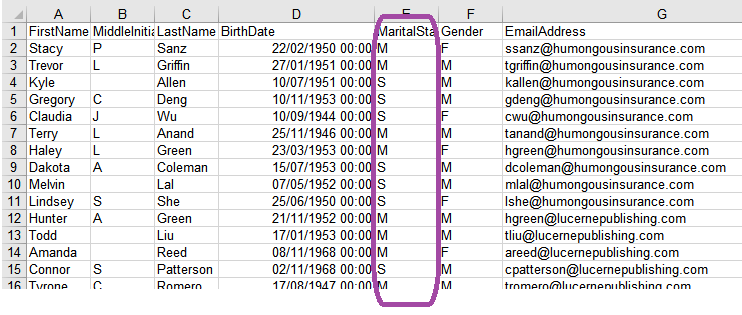 A B C D E F G
1 FirstName MiddleInitia LastName BirthDate MaritalSta Gender EmailAddress
2 Stacy P Sanz 22/02/1950 00:00 M F ssanz@humongousinsurance.com
3 Trevor L Griffin 27/01/1951 00:00 M M tgriffin@humongousinsurance.com
4 Kyle Allen 10/07/1951 00:00 S M kallen@humongousinsurance.com
5 Gregory C Deng 10/11/1953 00:00 S M gdeng@humongousinsurance.com
6 Claudia J Wu 10/09/1944 00:00 S F cwu@humongousinsurance.com
7 Terry L Anand 25/11/1946 00:00 M M tanand@humongousinsurance.com
8 Haley L Green 23/03/1953 00:00 M F hgreen@humongousinsurance.com
9 Dakota A Coleman 15/07/1953 00:00 S M dcoleman@humongousinsurance.com
10 Melvin Lal 07/05/1952 00:00 S M mlal@humongousinsurance.com
11 Lindsey S She 25/06/1950 00:00 S F lshe@humongousinsurance.com
12 Hunter A Green 21/11/1952 00:00 M M hgreen@lucernepublishing.com
13 Todd Liu 17/01/1953 00:00 M M tliu@lucernepublishing.com
14 Amanda Reed 08/11/1968 00:00 M F areed@lucernepublishing.com
15 Connor S Patterson 02/11/1968 00:00 S M cpatterson@lucernepublishing.com
16 Tyrone C Romero 17/08/1947 00:00 M M tromero@lucernepublishing.com